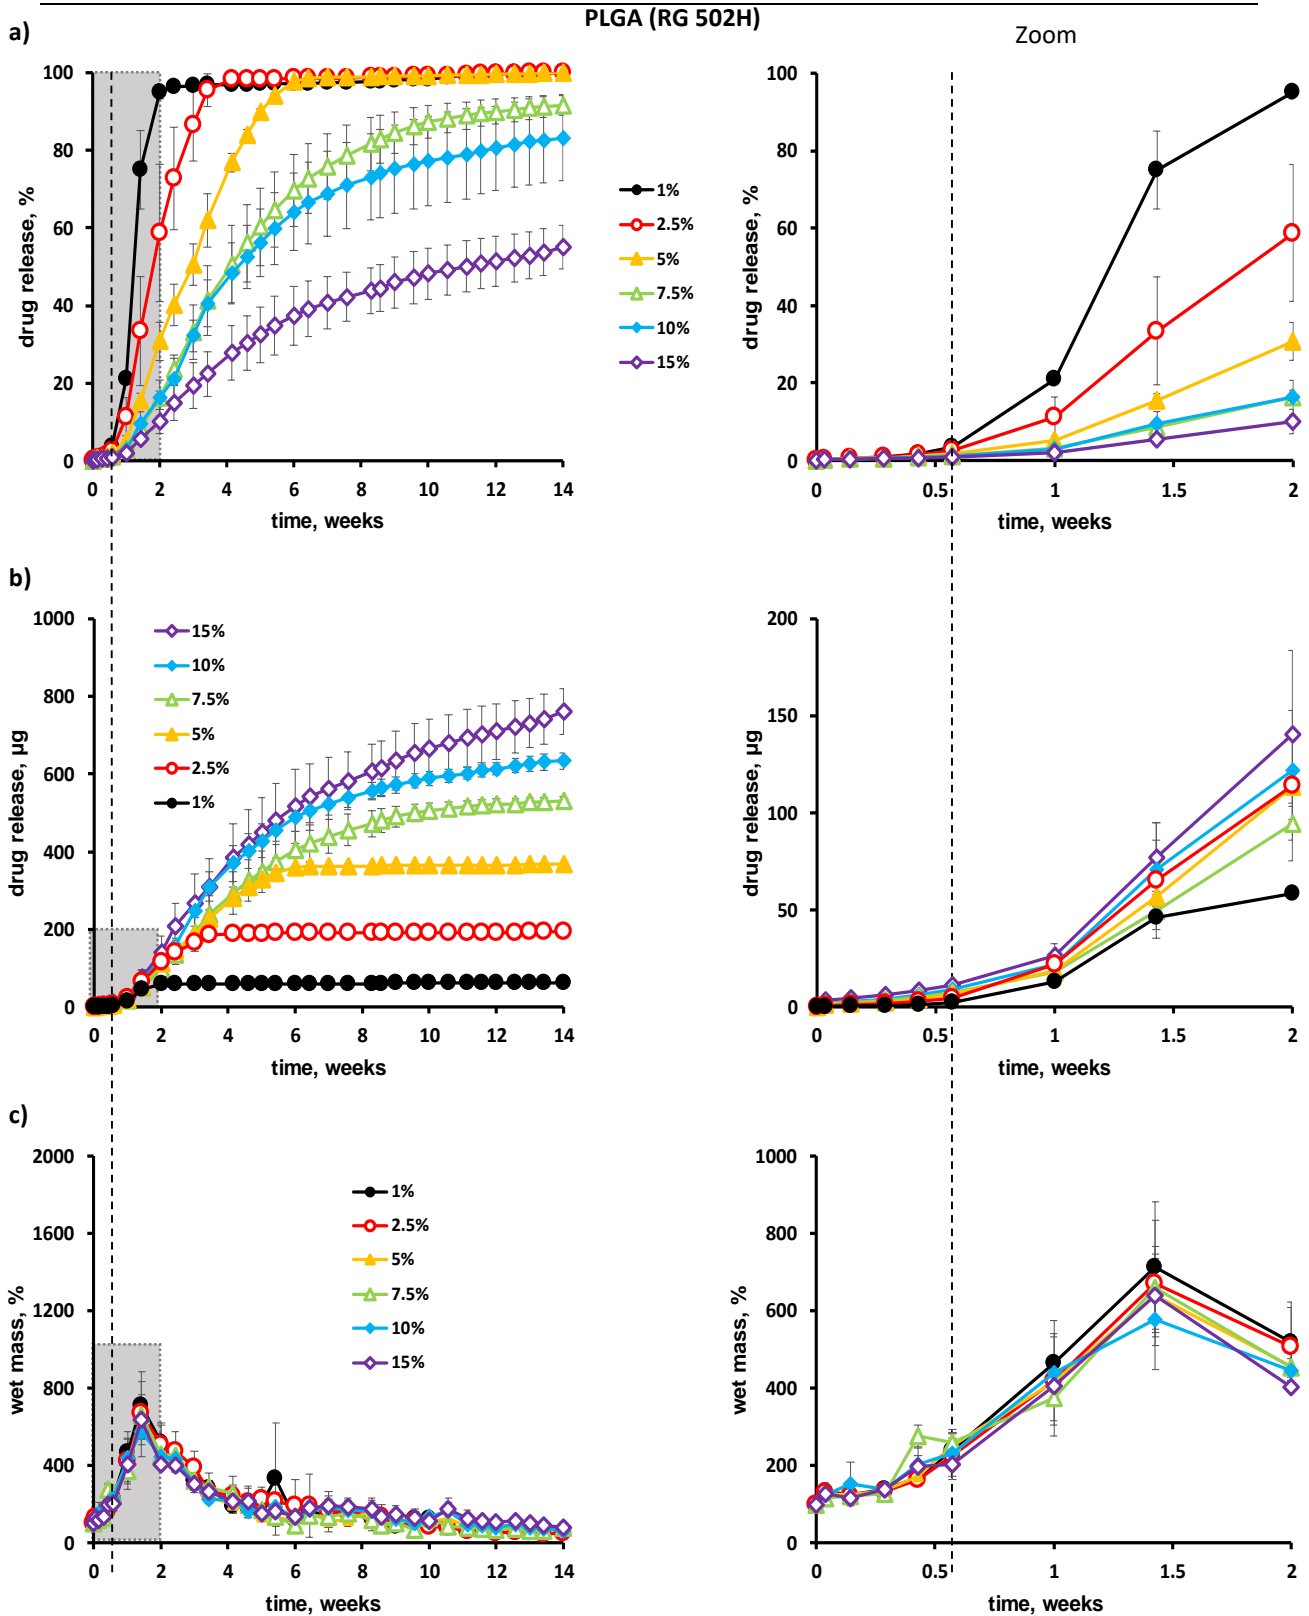 PLGA (RG 502H)
a)
Zoom
drug release, %
100
80
60
40
20
0
0 2 4 6 8 10 12 14
time, weeks
1%
2.5%
5%
7.5%
10%
15%
drug release, %
100
80
60
40
20
0
0 0.5 1 1.5 2
time, weeks
b)
drug release, µg
1000
800
600
400
200
0
0 2 4 6 8 10 12 14
time, weeks
15%
10%
7.5%
5%
2.5%
1%
drug release, µg
200
150
100
50
0
0 0.5 1 1.5 2
time, weeks
c)
wet mass, %
2000
1600
1200
800
400
0
0 2 4 6 8 10 12 14
time, weeks
1%
2.5%
5%
7.5%
10%
15%
wet mass, %
1000
800
600
400
200
0
0 0.5 1 1.5 2
time, weeks